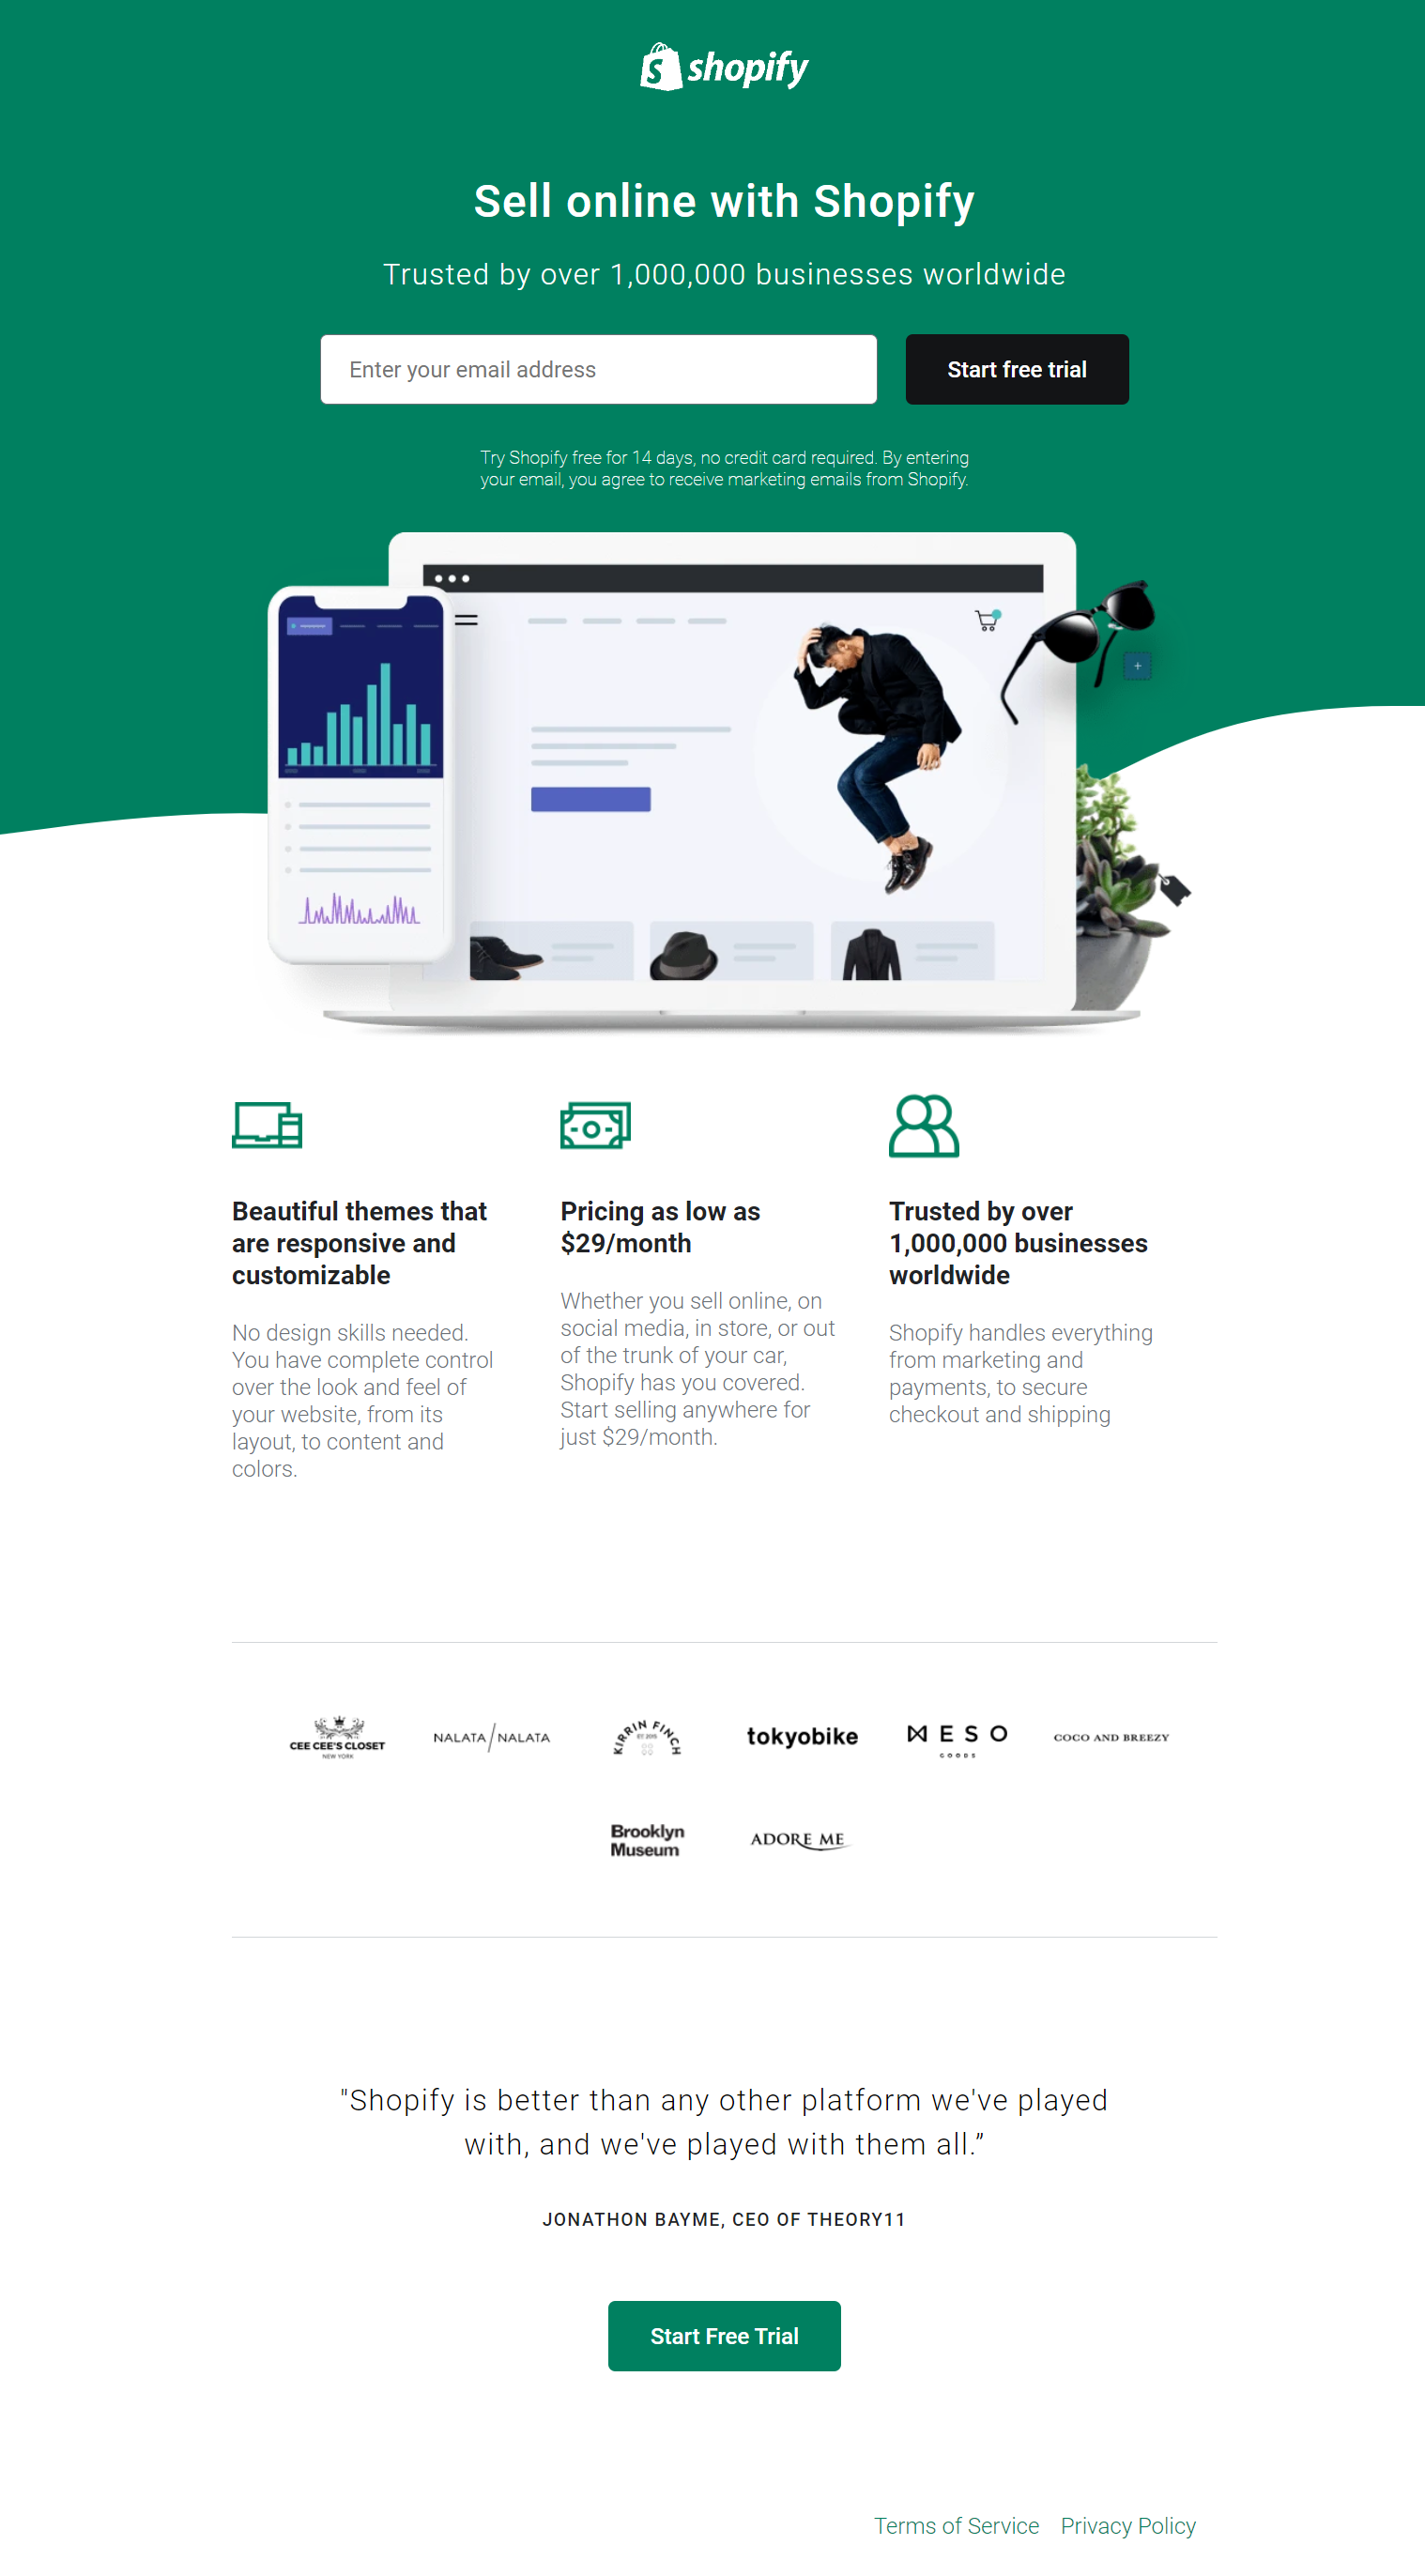 shopify
Sell online with Shopify
Trusted by over 1,000,000 businesses worldwide
Enter your email address
Start free trial
Try Shopify free for 14 days, no credit card required. By entering
your email, you agree to receive marketing emails from Shopify.
Beautiful themes that
are responsive and
customizable
No design skills needed.
You have complete control
over the look and feel of
your website, from its
layout, to content and
colors.
Pricing as low as
$29/month
Whether you sell online, on
social media, in store, or out
of the trunk of your car,
Shopify has you covered.
Start selling anywhere for
just $29/month.
Trusted by over
1,000,000 businesses
worldwide
Shopify handles everything
from marketing and
payments, to secure
checkout and shipping
CEE CEE'S CLOSET
NEW YORK
NALATA/NALATA
KIRRIN FINCH
EST. 2015
tokyobike
MESO
GOODS
COCO AND BREEZY
Brooklyn
Museum
ADORE ME
"Shopify is better than any other platform we've played
with, and we've played with them all.”
JONATHON BAYME, CEO OF THEORY11
Start Free Trial
Terms of Service Privacy Policy